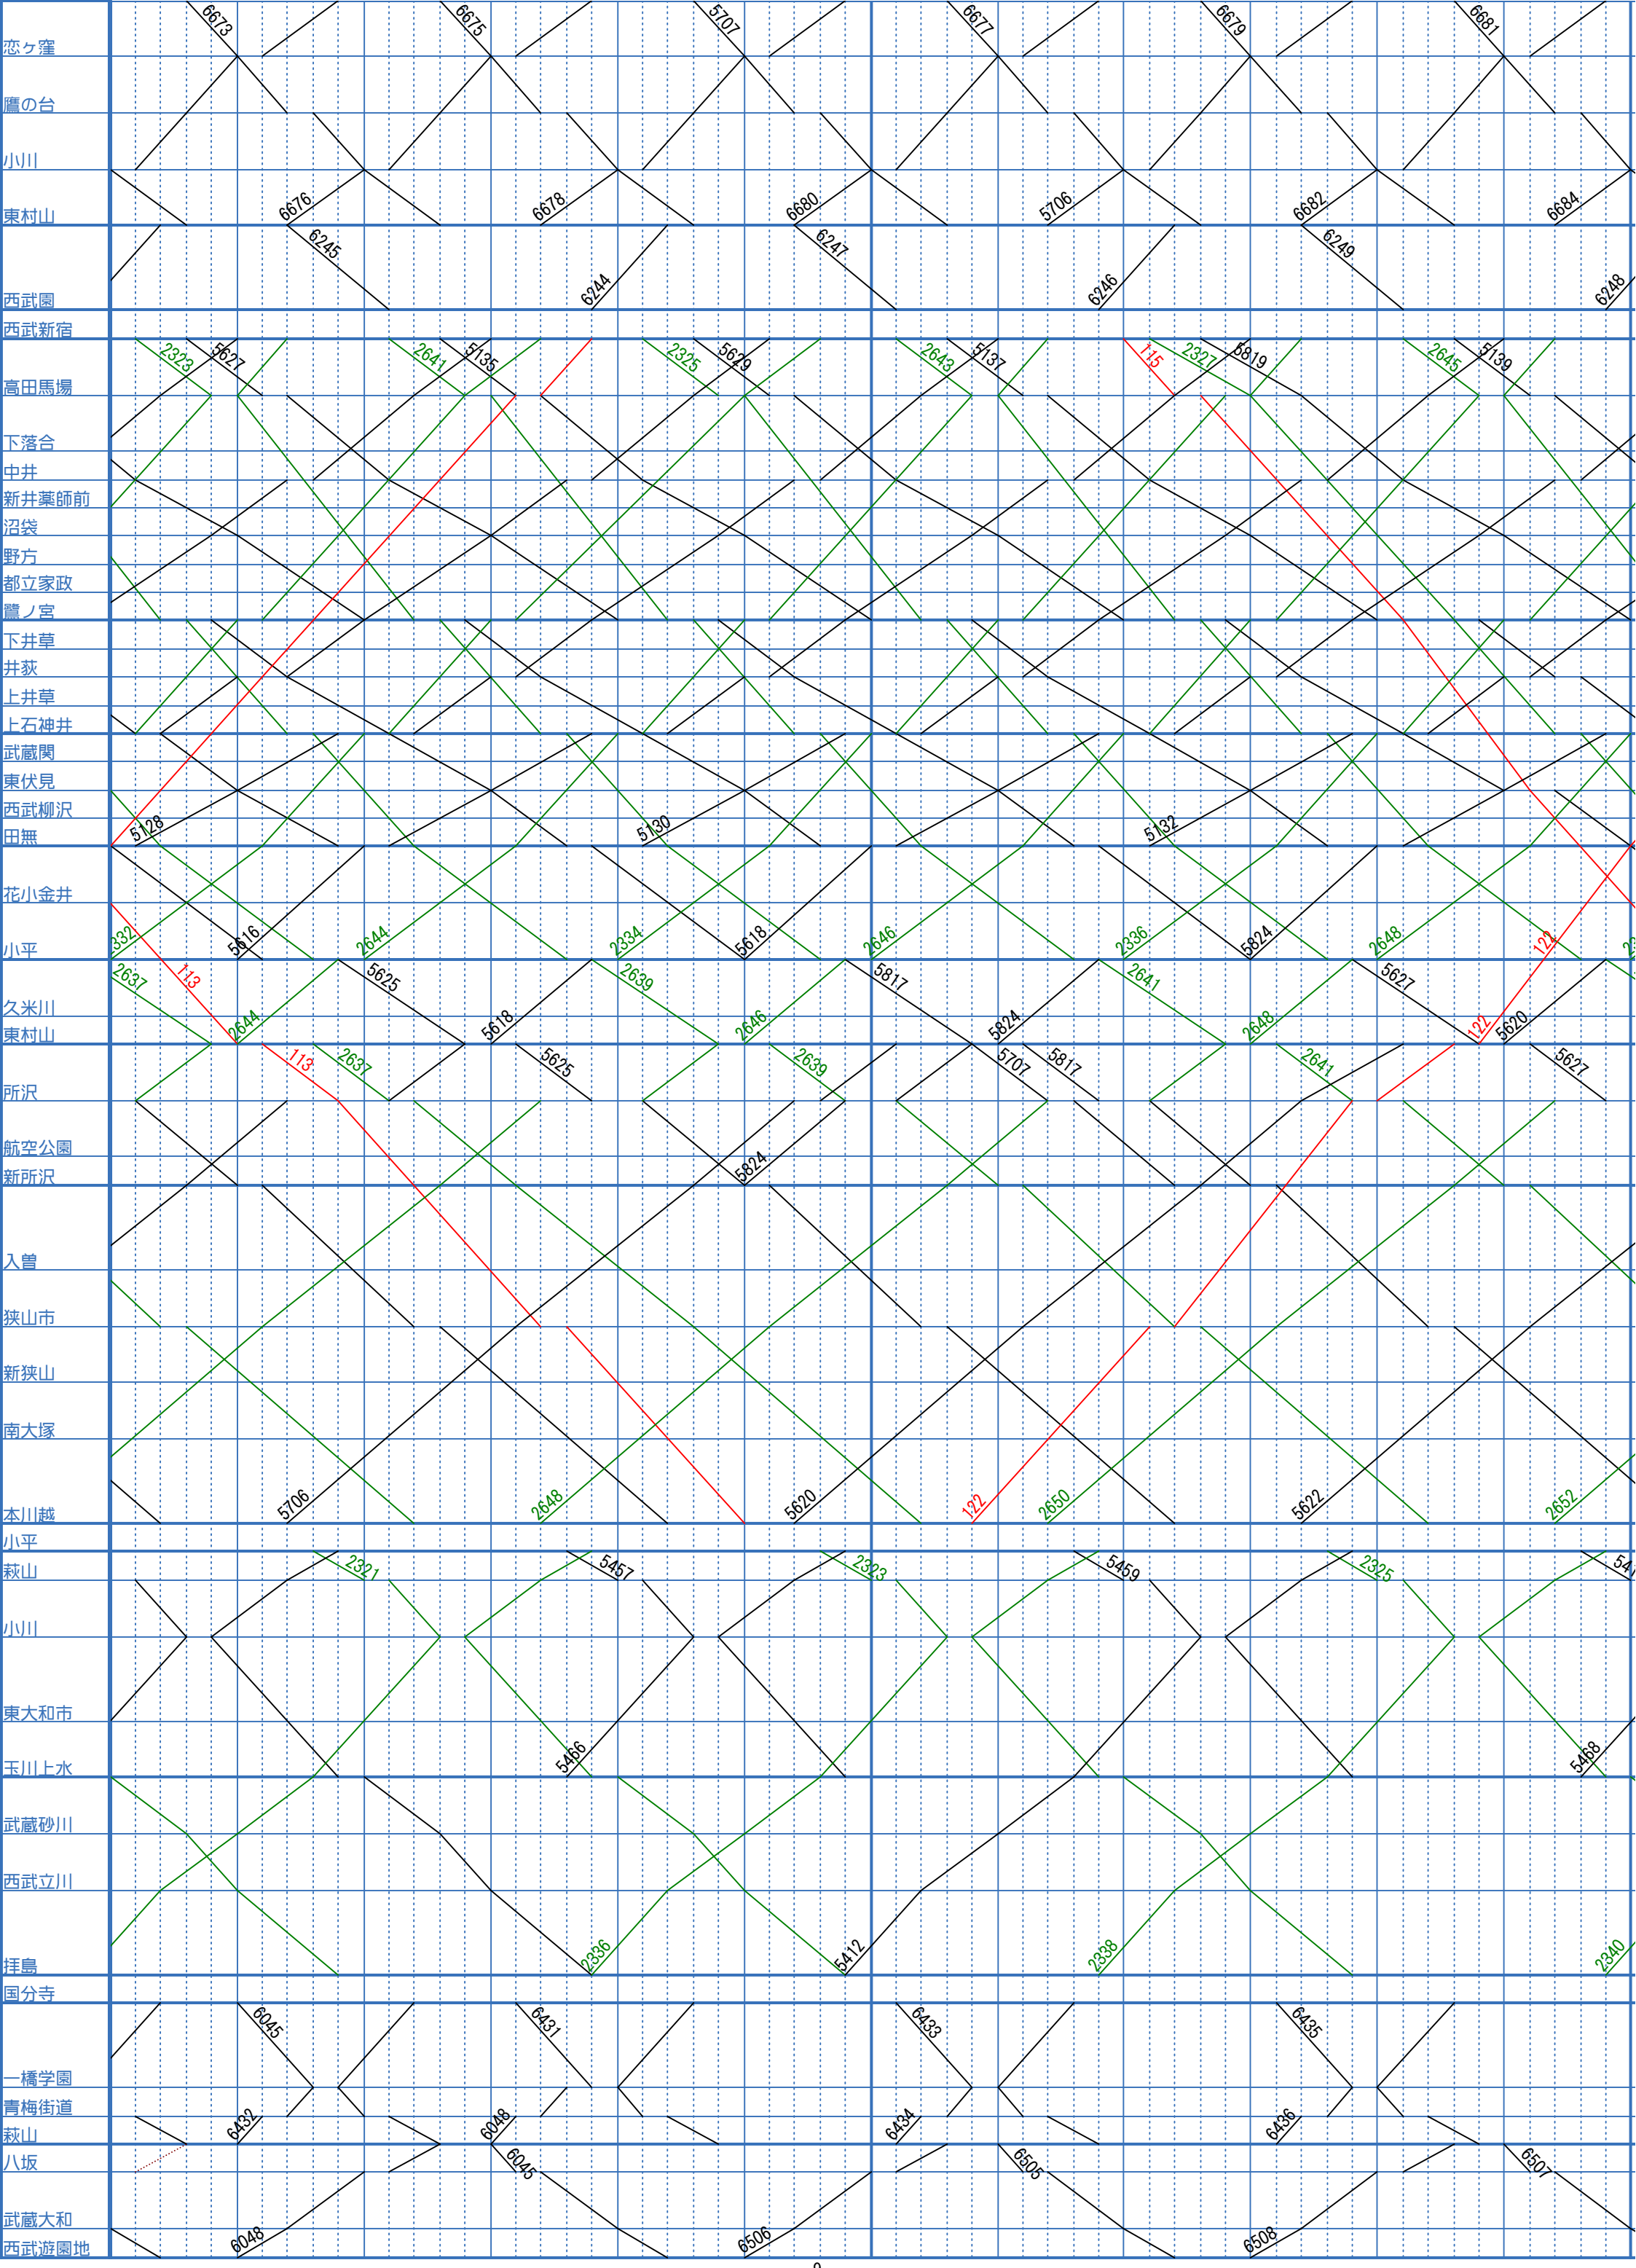 6673 6675 5707 6677 6679 6681
恋ヶ窪
鷹の台
小川
東村山
6676 6678 6680 5706 6682 6684
6245 6247 6249
西武園
6244 6246 6248
西武新宿
2323 5627 2641 5135 2325 5629 2643 5137 115 2327 5819 2645 5139
高田馬場
下落合
中井
新井薬師前
沼袋
野方
都立家政
鷺ノ宮
下井草
井荻
上井草
上石神井
武蔵関
東伏見
西武柳沢
田無
5128 5130 5132
花小金井
小平
2332 5616 2644 2334 5618 2646 2336 5824 2648 122
2637 113 5625 2639 5817 2641 5627
久米川
東村山
2644 5618 2646 5824 2648 122 5620
113 2637 5625 2639 5707 5817 2641 5627
所沢
航空公園
新所沢
5824
入曽
狭山市
新狭山
南大塚
本川越
5706 2648 5620 122 2650 5622 2652
小平
2321 5457 2323 5459 2325
萩山
小川
東大和市
玉川上水
5466 5468
武蔵砂川
西武立川
拝島
2336 5412 2338 2340
国分寺
6045 6431 6433 6435
一橋学園
青梅街道
萩山
6432 6048 6434 6436
6045 6505 6507
八坂
武蔵大和
西武遊園地
6048 6506 6508